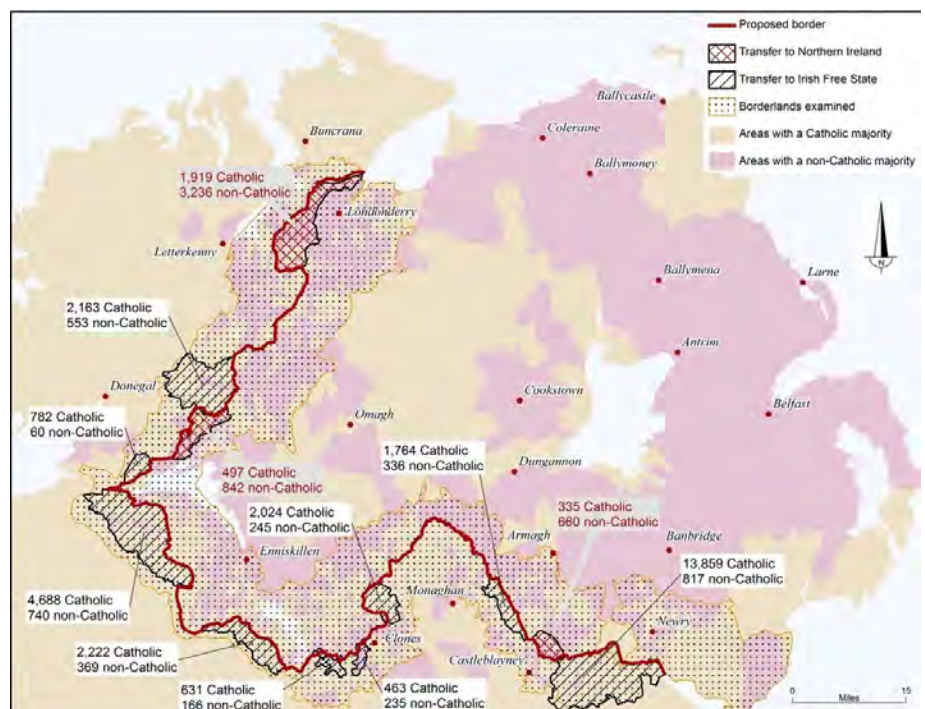 Proposed border
Transfer to Northern Ireland
Transfer to Irish Free State
Borderlands examined
Areas with a Catholic majority
Areas with a non-Catholic majority
Ballycastle
Coleraine
Buncrana
Ballymoney
1,919 Catholic
3,236 non-Catholic
Londonderry
Letterkenny
N
Ballymena
Larne
2,163 Catholic
553 non-Catholic
Antrim
Donegal
Cookstown
Belfast
Omagh
782 Catholic
60 non-Catholic
1,764 Catholic
336 non-Catholic
Dungannon
497 Catholic
842 non-Catholic
335 Catholic
660 non-Catholic
2,024 Catholic
245 non-Catholic
Armagh
Banbridge
Enniskillen
13,859 Catholic
817 non-Catholic
Monaghan
4,688 Catholic
740 non-Catholic
Newry
Clones
2,222 Catholic
369 non-Catholic
Castleblayney
631 Catholic
166 non-Catholic
463 Catholic
235 non-Catholic
0 15
Miles